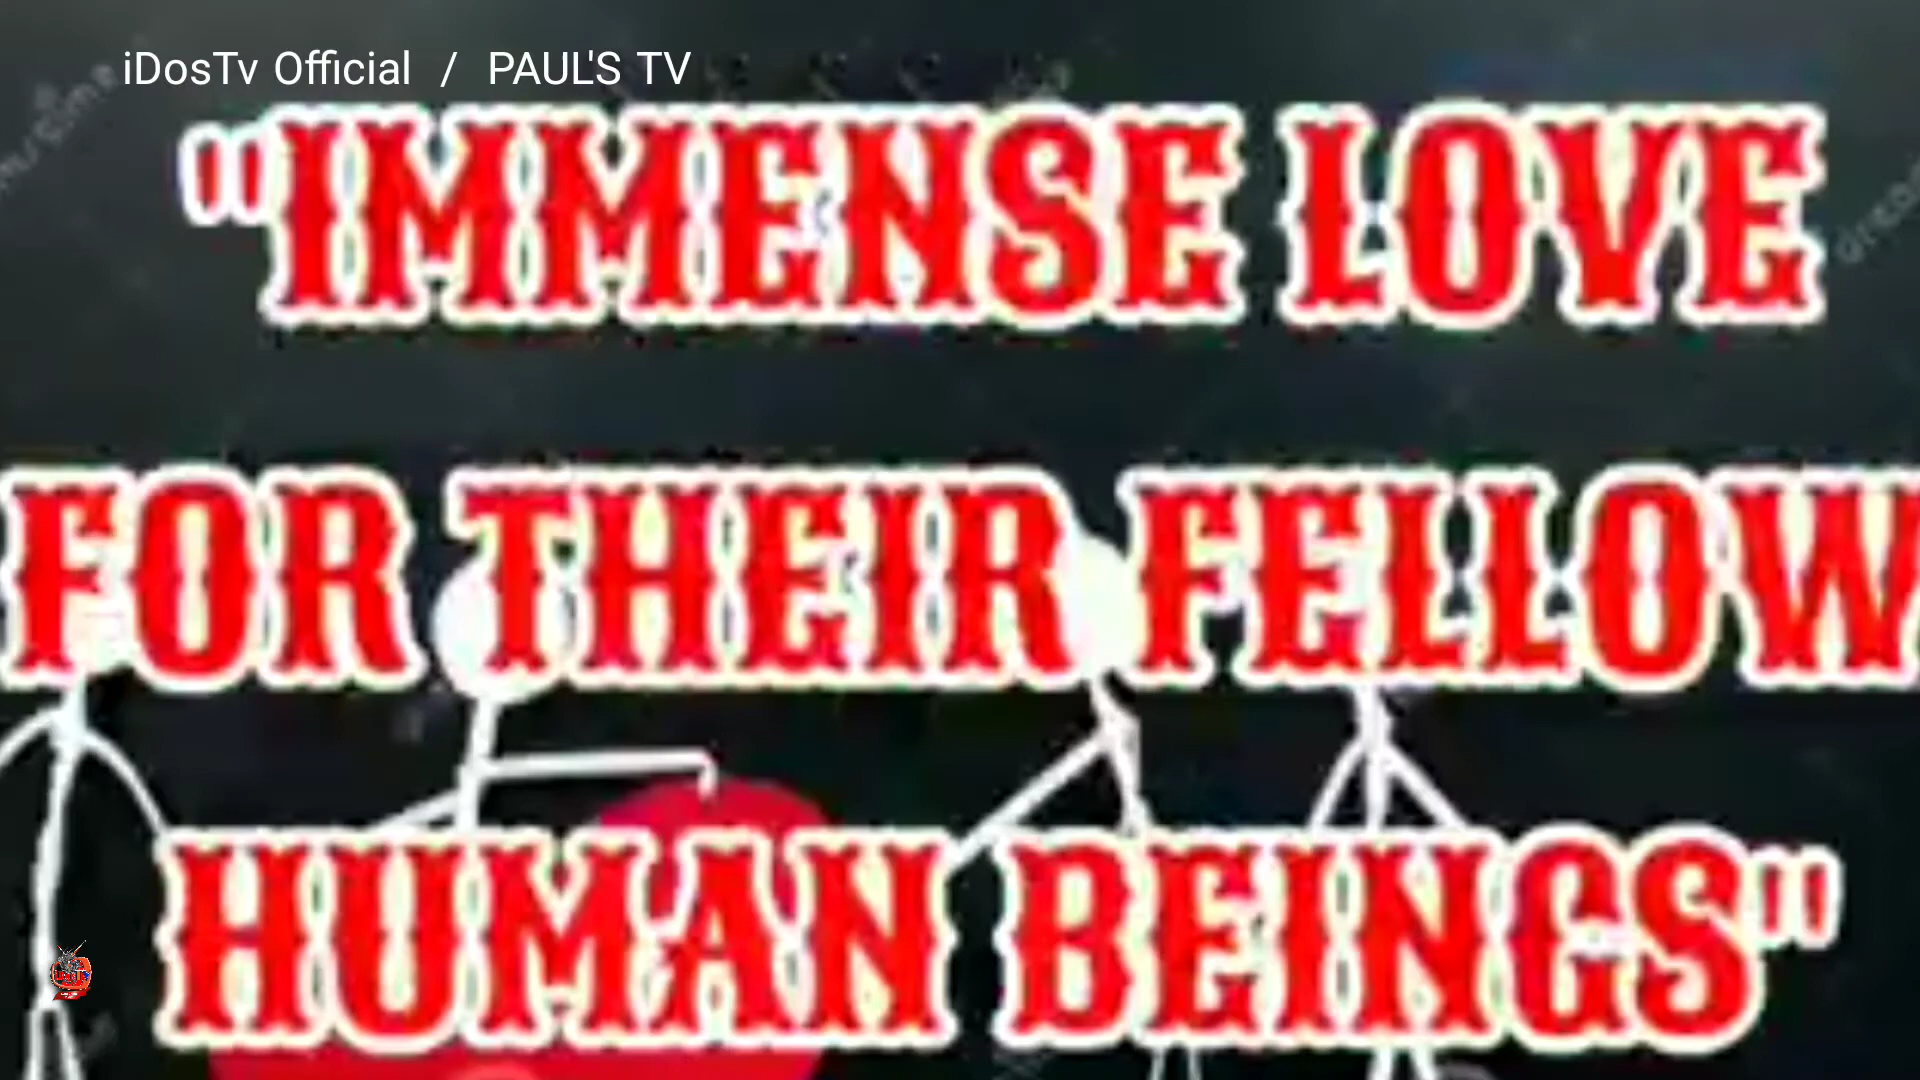 iDosTv Official / PAUL'S TV
"IMMENSE LOVE
FOR THEIR FELLOW
HUMAN BEINGS"